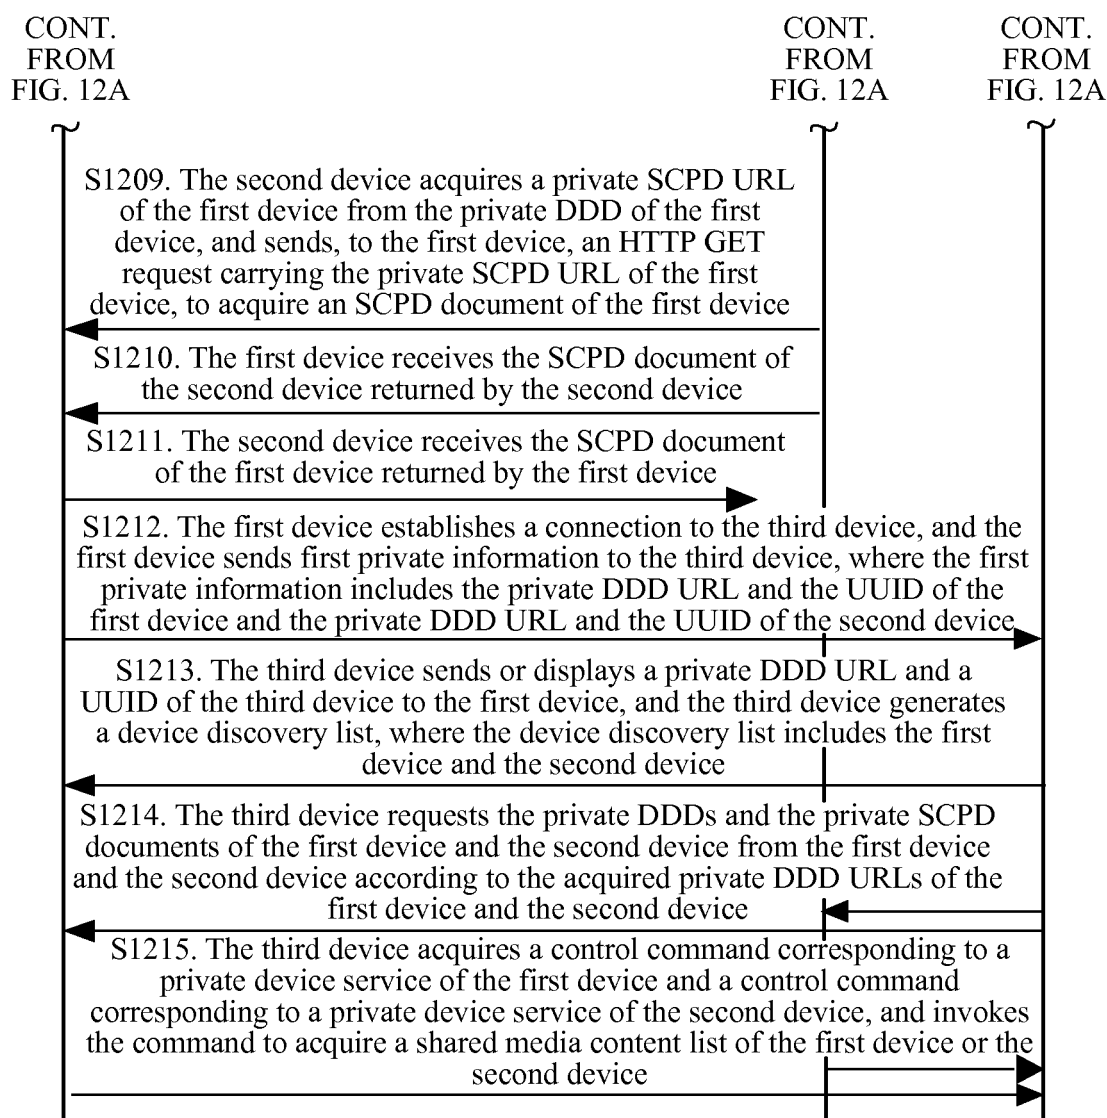 CONT. FROM FIG. 12A
CONT. FROM FIG. 12A
CONT. FROM FIG. 12A
S1209. The second device acquires a private SCPD URL
of the first device from the private DDD of the first
device, and sends, to the first device, an HTTP GET
request carrying the private SCPD URL of the first
device, to acquire an SCPD document of the first device
S1210. The first device receives the SCPD document of
the second device returned by the second device
S1211. The second device receives the SCPD document
of the first device returned by the first device
S1212. The first device establishes a connection to the third device, and the
first device sends first private information to the third device, where the first
private information includes the private DDD URL and the UUID of the
first device and the private DDD URL and the UUID of the second device
S1213. The third device sends or displays a private DDD URL and a
UUID of the third device to the first device, and the third device generates
a device discovery list, where the device discovery list includes the first
device and the second device
S1214. The third device requests the private DDDs and the private SCPD
documents of the first device and the second device from the first device
and the second device according to the acquired private DDD URLs of the
first device and the second device
S1215. The third device acquires a control command corresponding to a
private device service of the first device and a control command
corresponding to a private device service of the second device, and invokes
the command to acquire a shared media content list of the first device or the
second device